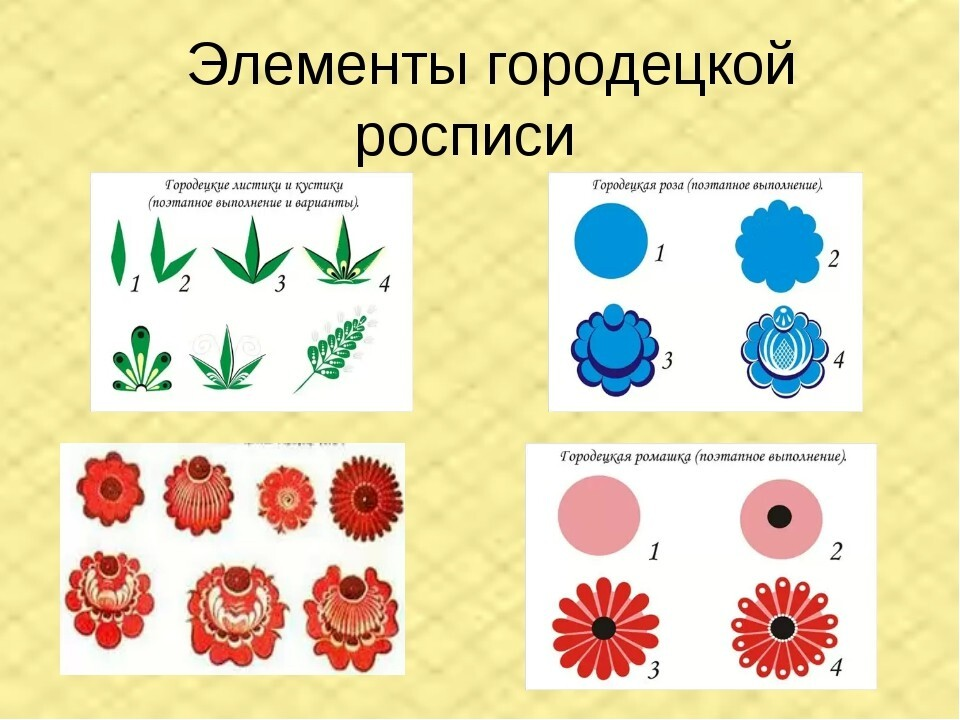 Элементы городецкой
росписи
Городецкие листики и кустики
(поэтапное выполнение и варианты).
1 2 3 4
Городецкая роза (поэтапное выполнение).
1 2
3 4
Городецкая ромашка (поэтапное выполнение).
1 2
3 4